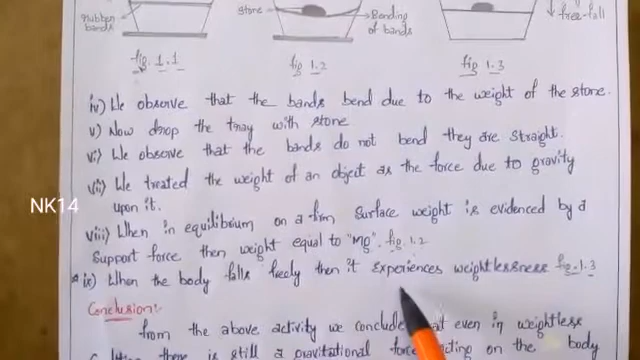 Rubber
bands
stone
Bending
of bands
free-fall
fig 1.1
fig 1.2
fig 1.3
iv) We observe that the bands bend due to the weight of the stone.
v) Now drop the tray with stone
vi) We observe that the bands do not bend they are straight.
vii) We treated the weight of an object as the force due to gravity
upon it.
NK14
viii) When in equilibrium on a firm surface weight is evidenced by a
support force then weight equal to "Mg". fig 1.2
ix) When the body falls freely then it experiences weightlessness fig 1.3
Conclusion:-
from the above activity we conclude that even in weightless
there is still a gravitational force acting on the body